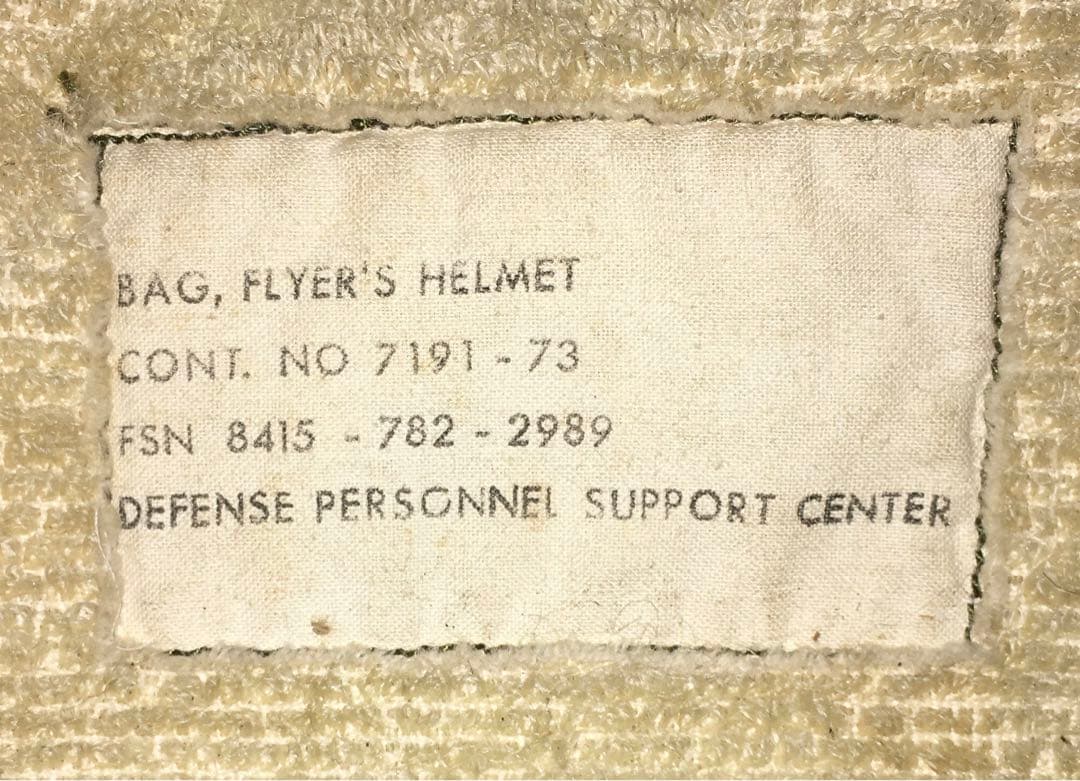 BAG, FLYER'S HELMET
CONT. NO 7191 - 73
FSN 8415 - 782 - 2989
DEFENSE PERSONNEL SUPPORT CENTER